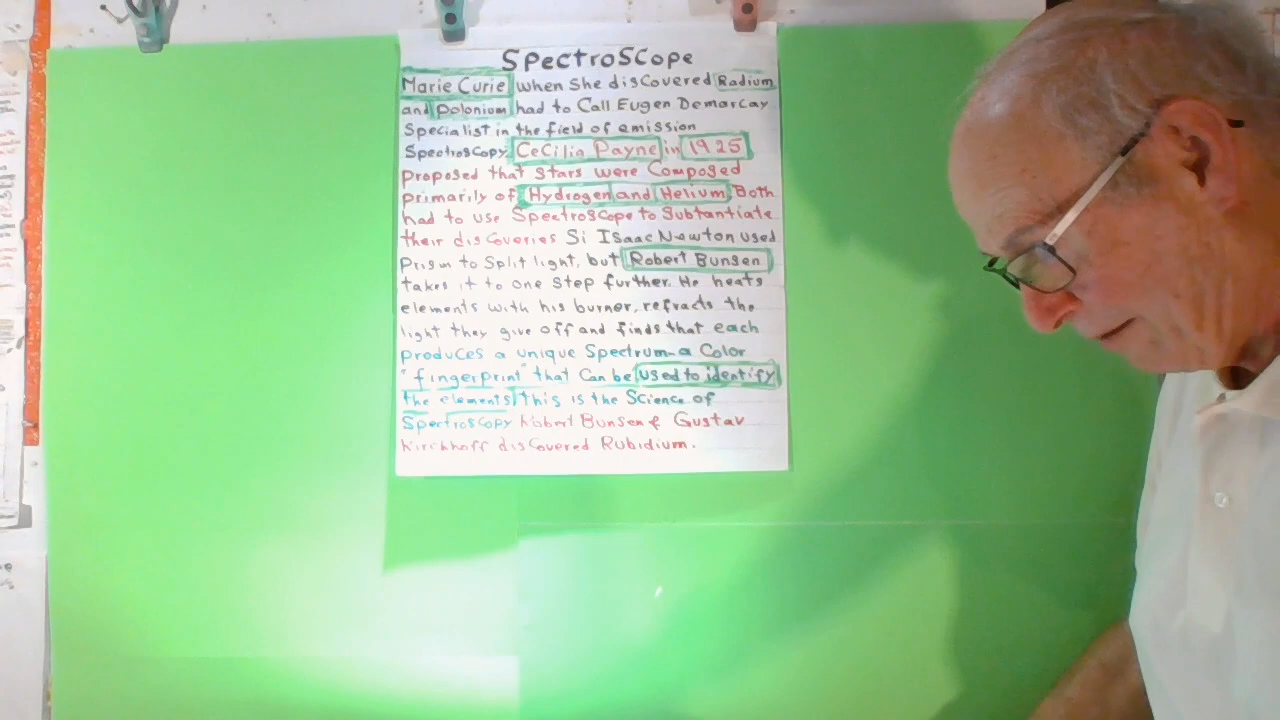 SpectroScope
Marie Curie when She discovered Radium
and Polonium had to Call Eugen Demarcay
Specialist in the field of emission
Spectroscopy. Cecilia Payne in 1925
proposed that Stars were Composed
primarily of Hydrogen and Helium Both
had to use Spectroscope to Substantiate
their discoveries Si Isaac Newton used
Prism to Split light, but Robert Bunsen
takes it to one Step further. He heats
elements with his burner, refracts the
light they give off and finds that each
produces a unique Spectrum-a Color
"fingerprint" that Can be used to identify
the elements this is the Science of
Spectroscopy Robert Bunsen & Gustav
Kirchhoff discovered Rubidium.